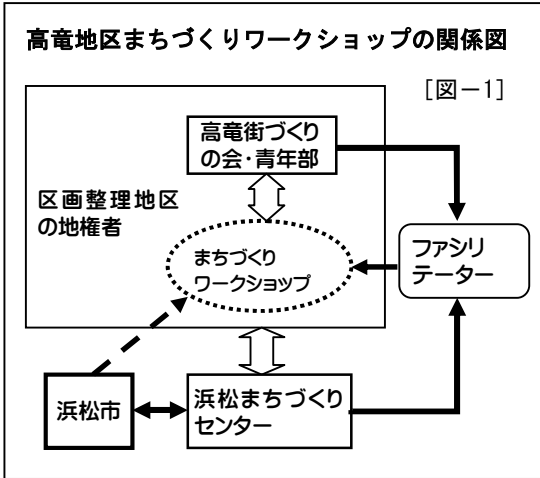 高竜地区まちづくりワークショップの関係図
[図－1]
高竜街づくり
の会・青年部
区画整理地区
の地権者
まちづくり
ワークショップ
ファシリ
テーター
浜松市
浜松まちづくり
センター